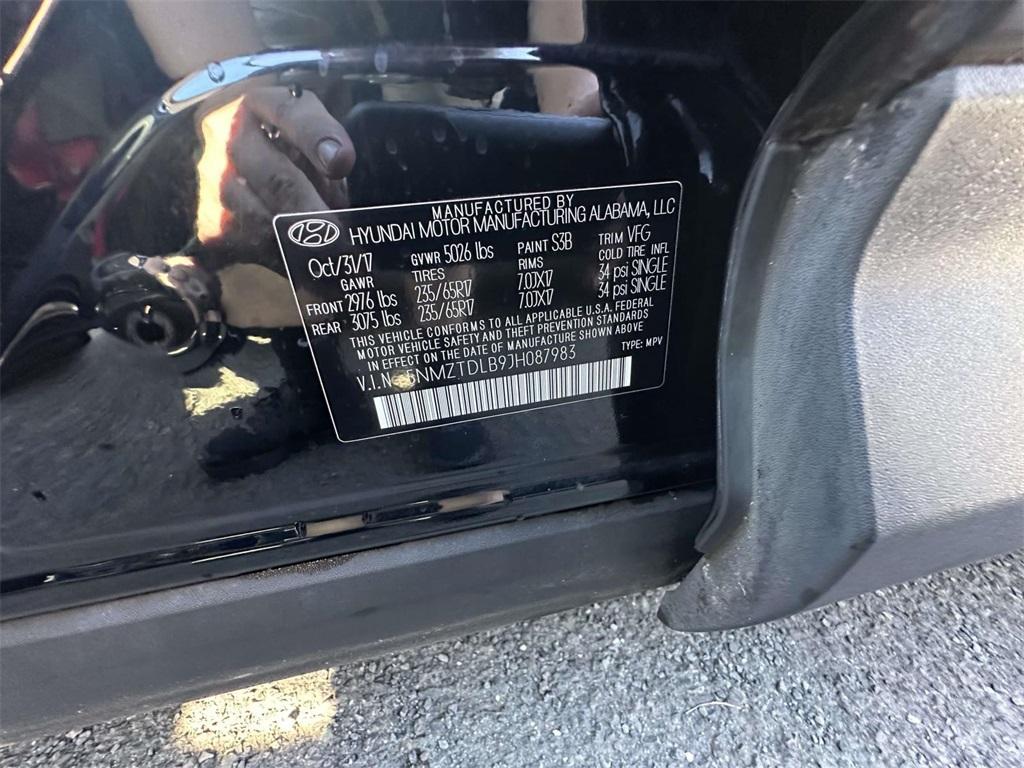 MANUFACTURED BY
HYUNDAI MOTOR MANUFACTURING ALABAMA, LLC
Oct/31/17 GVWR 5026 lbs PAINT S3B TRIM VFG
GAWR TIRES RIMS COLD TIRE INFL
FRONT 2976 lbs 235/65R17 7.0JX17 34 psi SINGLE
REAR 3075 lbs 235/65R17 7.0JX17 34 psi SINGLE
THIS VEHICLE CONFORMS TO ALL APPLICABLE U.S.A. FEDERAL
MOTOR VEHICLE SAFETY AND THEFT PREVENTION STANDARDS
IN EFFECT ON THE DATE OF MANUFACTURE SHOWN ABOVE
V.I.N. 5NMZTDLB9JH087983 TYPE: MPV